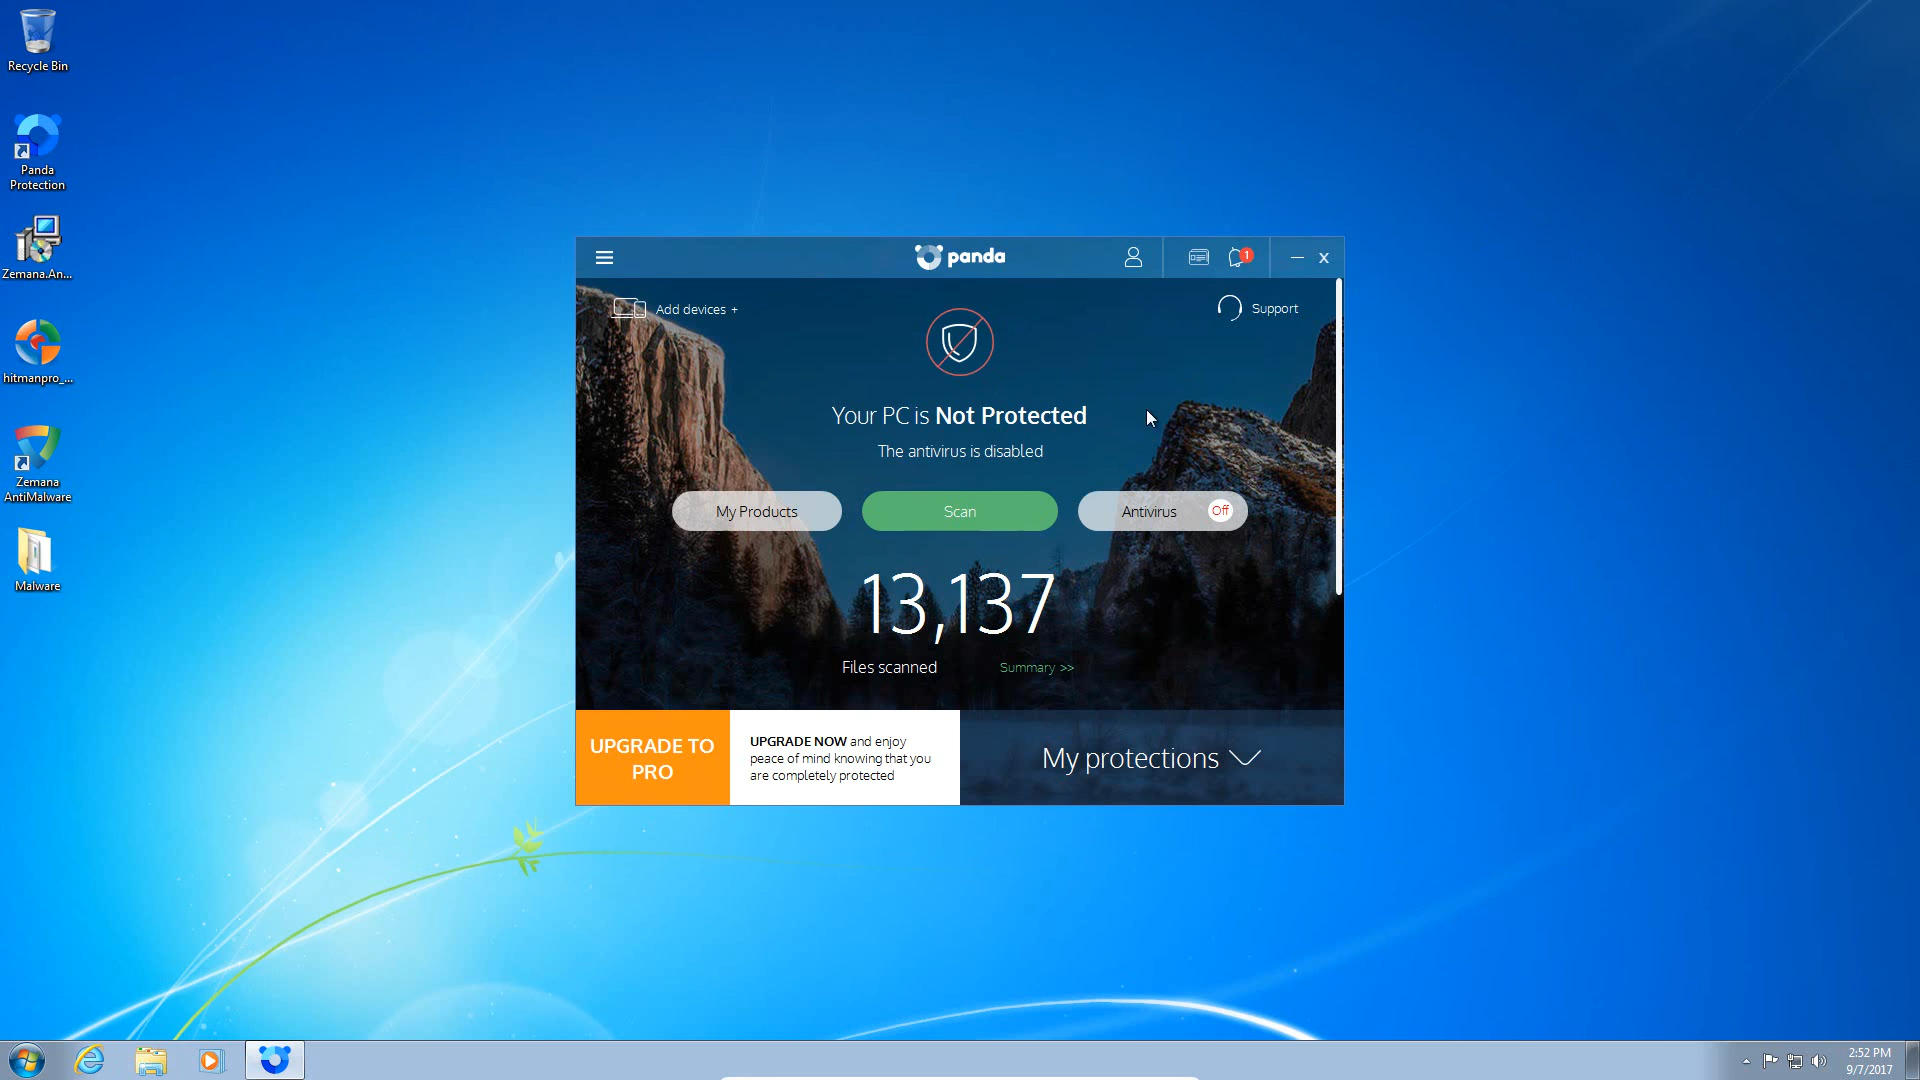 Recycle Bin
Panda
Protection
Zemana.An...
hitmanpro_...
Zemana
AntiMalware
Malware
panda
1
x
Add devices +
Support
Your PC is Not Protected
The antivirus is disabled
My Products
Scan
Antivirus
Off
13,137
Files scanned
Summary >>
UPGRADE TO
PRO
UPGRADE NOW and enjoy
peace of mind knowing that you
are completely protected
My protections
2:52 PM
9/7/2017